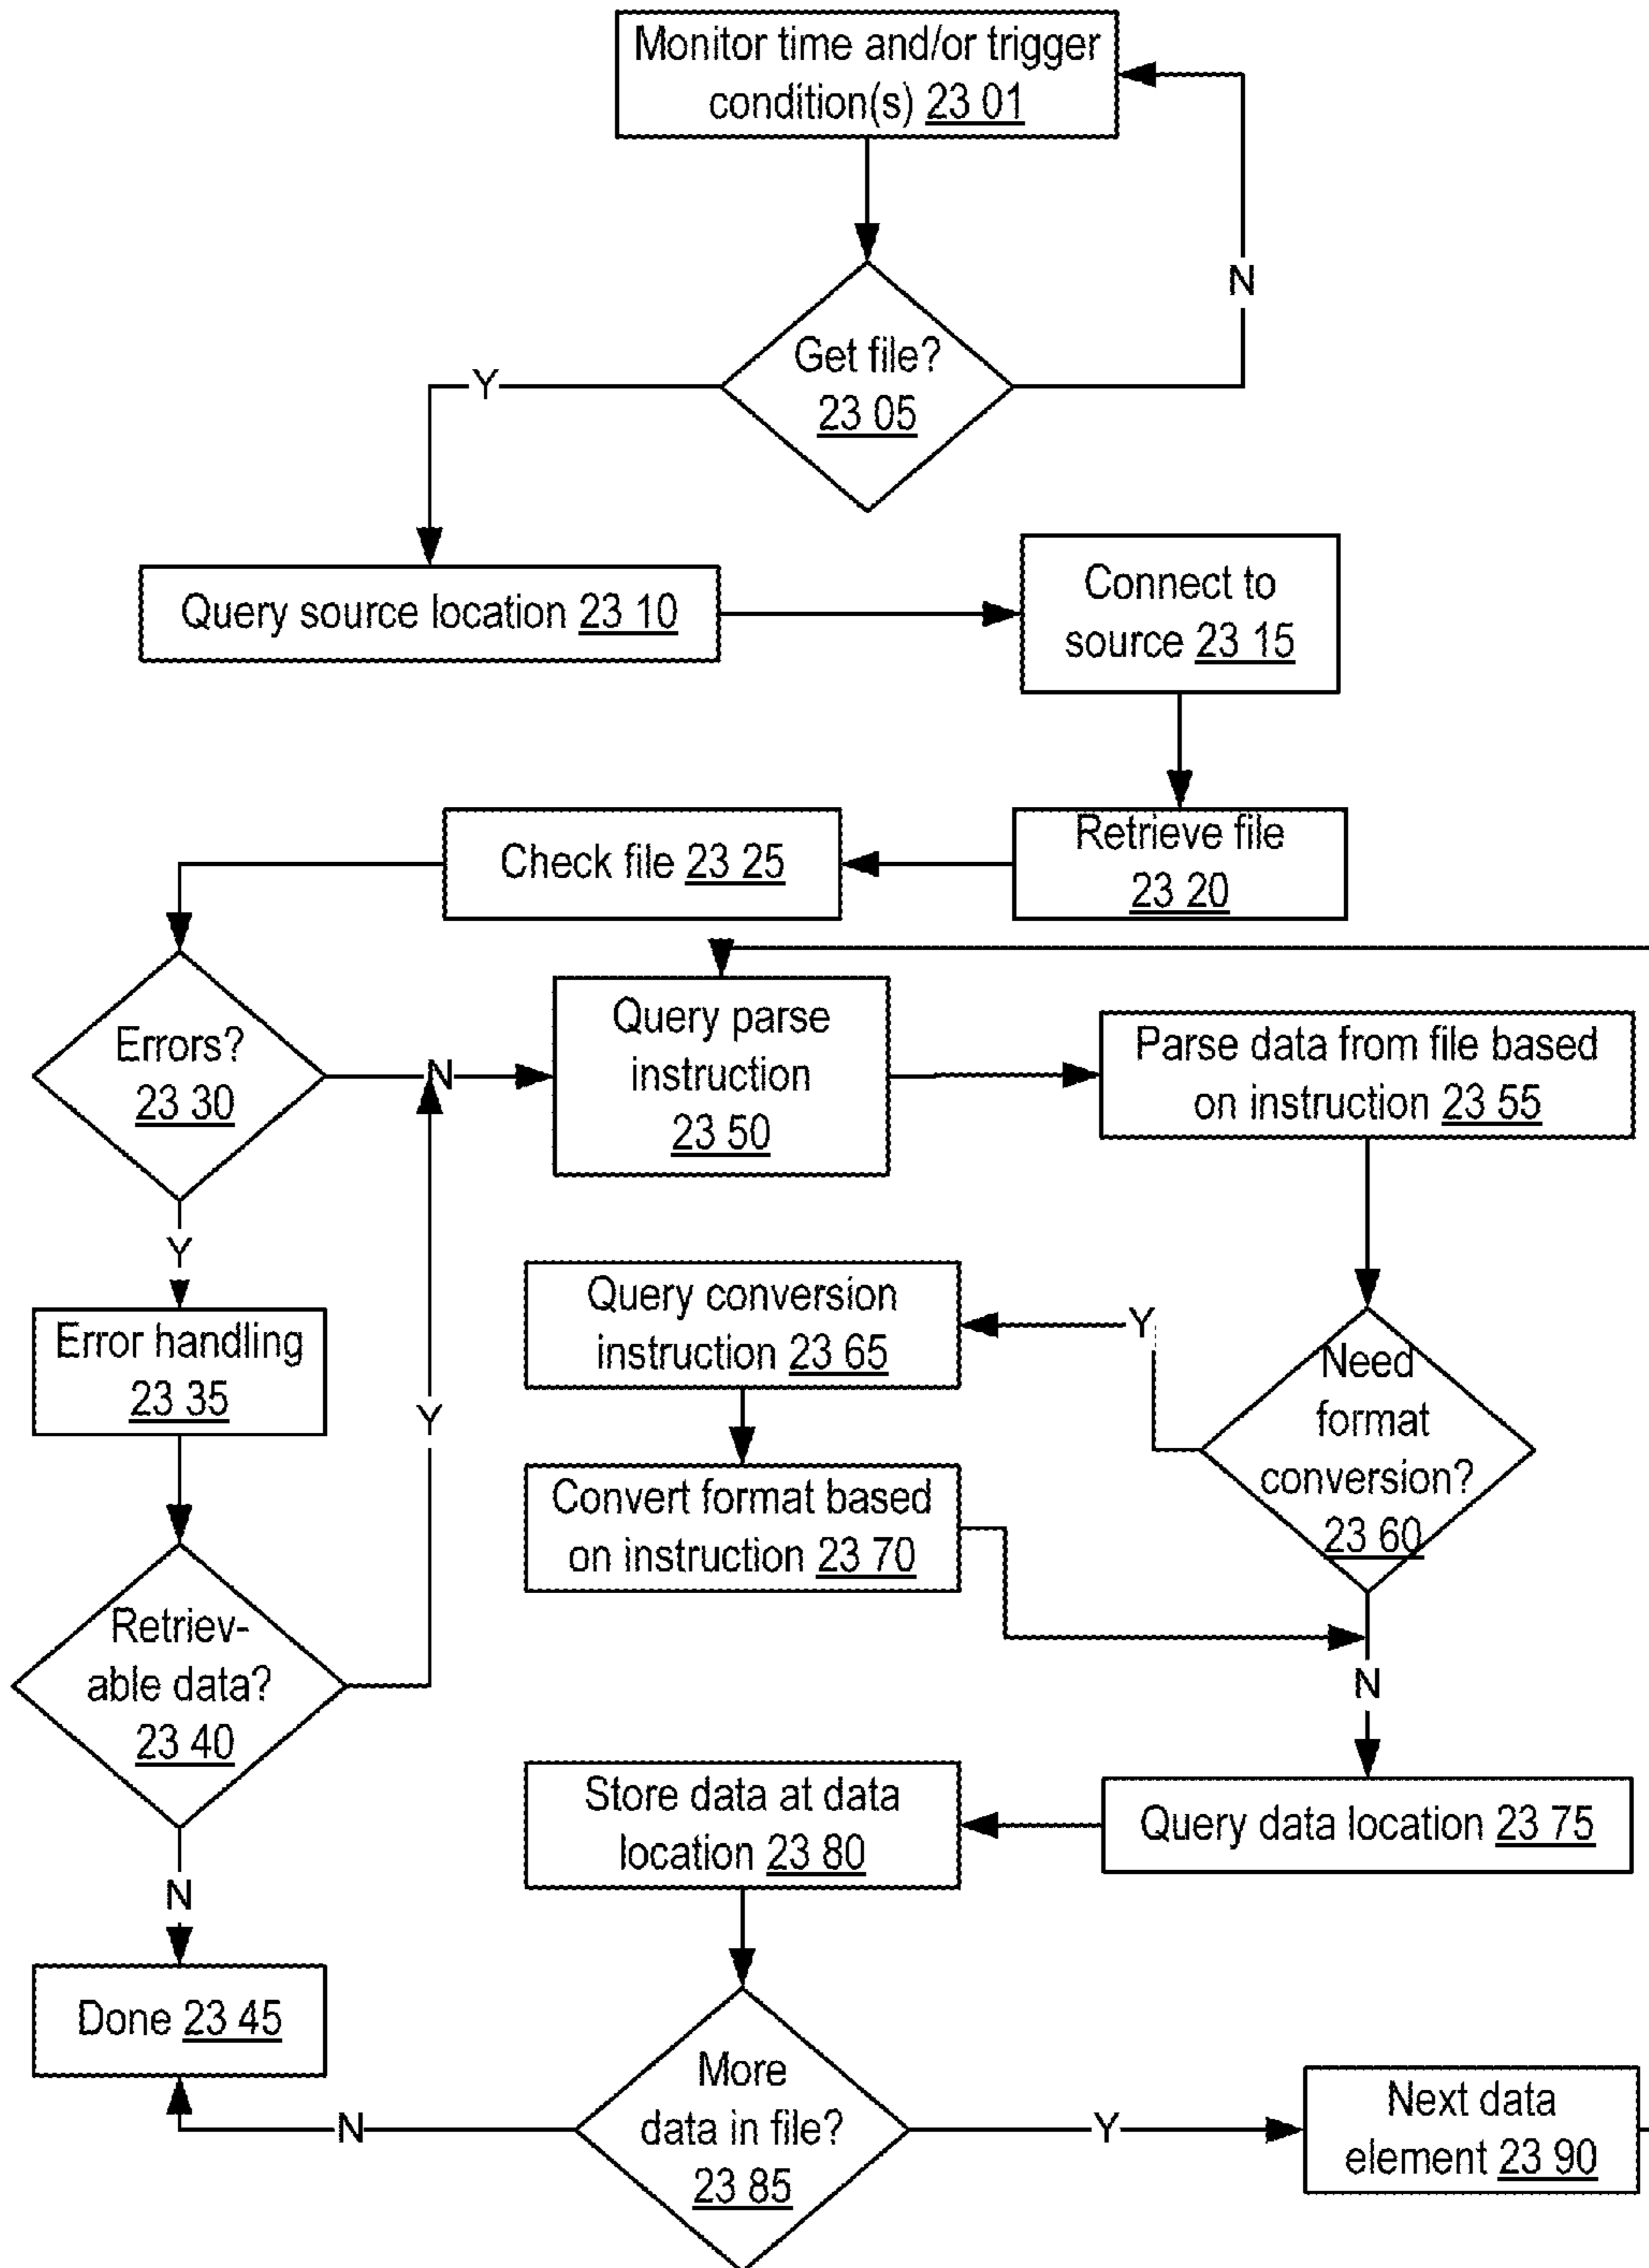 Monitor time and/or trigger
condition(s) 23 01
N
Get file?
23 05
Y
Query source location 23 10
Connect to
source 23 15
Retrieve file
23 20
Check file 23 25
Errors?
23 30
N
Query parse
instruction
23 50
Parse data from file based
on instruction 23 55
Y
Error handling
23 35
Y
Query conversion
instruction 23 65
Y
Need
format
conversion?
23 60
Convert format based
on instruction 23 70
Retriev-
able data?
23 40
N
Store data at data
location 23 80
Query data location 23 75
N
Done 23 45
More
data in file?
23 85
N
Y
Next data
element 23 90